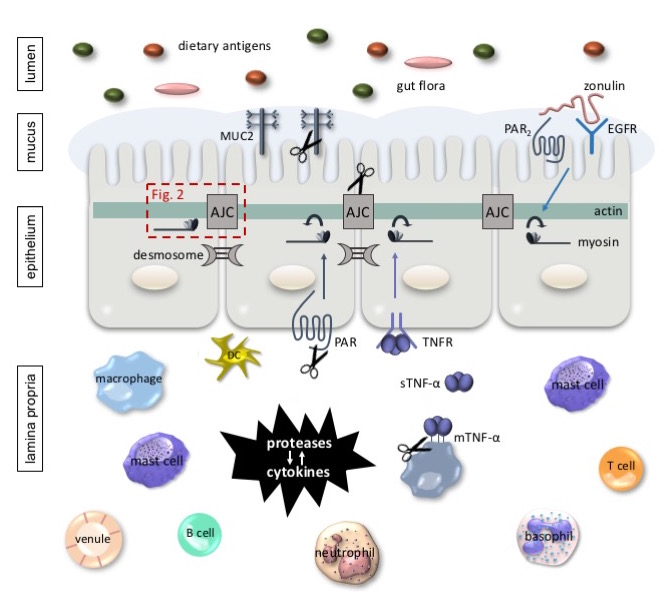 lumen
dietary antigens
gut flora
zonulin
mucus
MUC2
PAR2
EGFR
epithelium
Fig. 2
AJC
AJC
AJC
actin
desmosome
myosin
PAR
TNFR
lamina propria
macrophage
DC
sTNF-α
mast cell
proteases
cytokines
mTNF-α
mast cell
T cell
venule
B cell
neutrophil
basophil